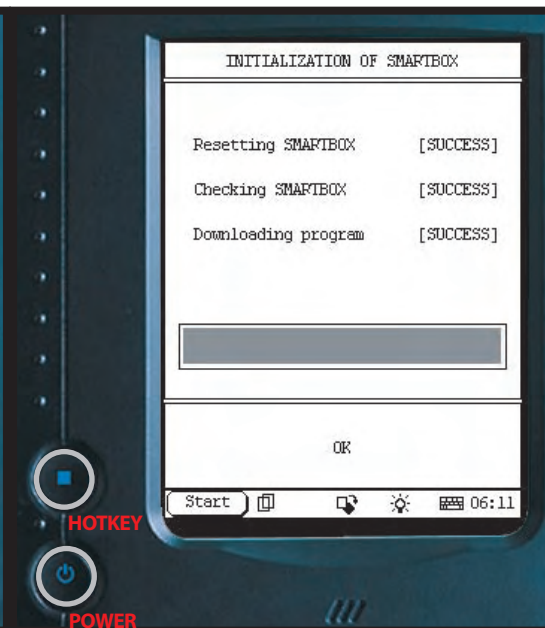 INITIALIZATION OF SMARTBOX
Resetting SMARTBOX [SUCCESS]
Checking SMARTBOX [SUCCESS]
Downloading program [SUCCESS]
OK
Start 06:11
HOTKEY
POWER